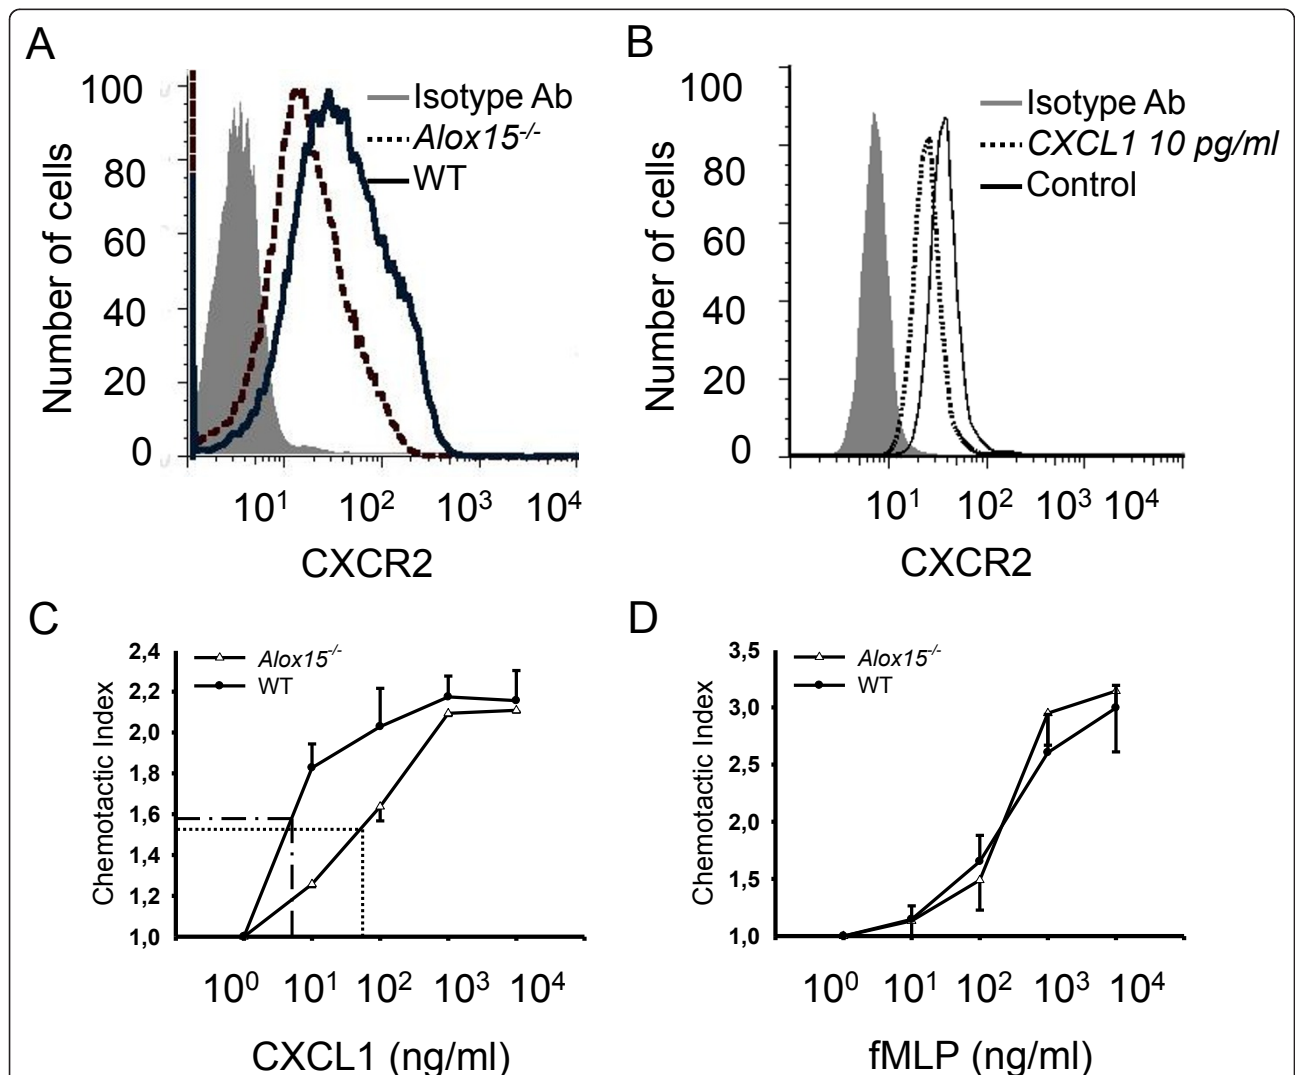 A
Number of cells
100
80
60
40
20
0
Isotype Ab
Alox15-/-
WT
10¹ 10² 10³ 10⁴
CXCR2
B
Number of cells
100
80
60
40
20
0
Isotype Ab
CXCL1 10 pg/ml
Control
10¹ 10² 10³ 10⁴
CXCR2
C
Chemotactic Index
2,4
2,2
2,0
1,8
1,6
1,4
1,2
1,0
Alox15-/-
WT
10⁰ 10¹ 10² 10³ 10⁴
CXCL1 (ng/ml)
D
Chemotactic Index
3,5
3,0
2,5
2,0
1,5
1,0
Alox15-/-
WT
10⁰ 10¹ 10² 10³ 10⁴
fMLP (ng/ml)